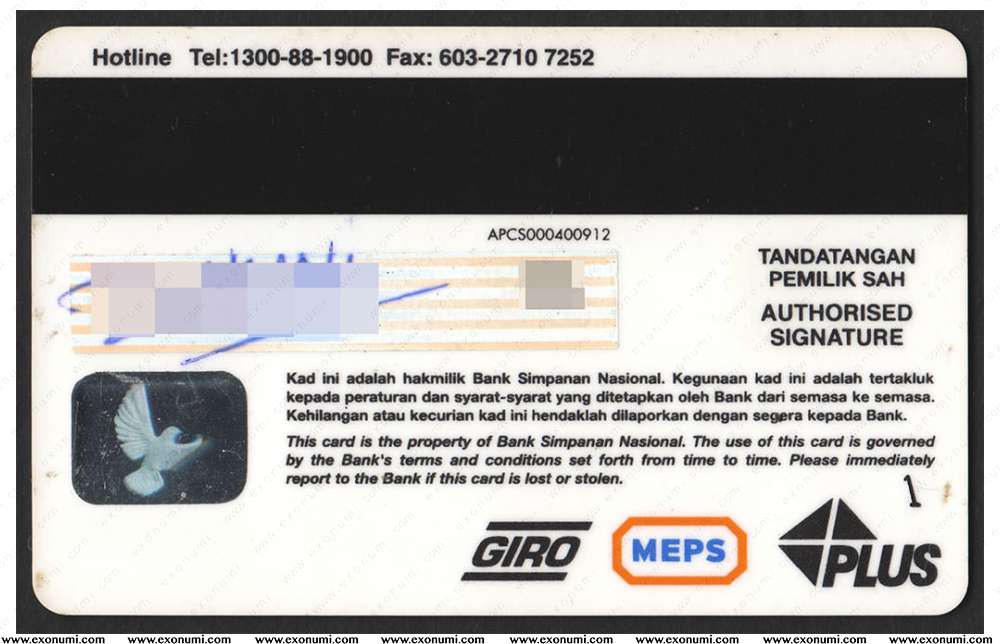 Hotline Tel:1300-88-1900 Fax: 603-2710 7252
APCS000400912
TANDATANGAN
PEMILIK SAH
AUTHORISED
SIGNATURE
Kad ini adalah hakmilik Bank Simpanan Nasional. Kegunaan kad ini adalah tertakluk
kepada peraturan dan syarat-syarat yang ditetapkan oleh Bank dari semasa ke semasa.
Kehilangan atau kecurian kad ini hendaklah dilaporkan dengan segera kepada Bank.
This card is the property of Bank Simpanan Nasional. The use of this card is governed
by the Bank's terms and conditions set forth from time to time. Please immediately
report to the Bank if this card is lost or stolen.
1
GIRO MEPS PLUS
www.exonumi.com www.exonumi.com www.exonumi.com www.exonumi.com www.exonumi.com www.exonumi.com www.exonumi.com www.exonumi.com